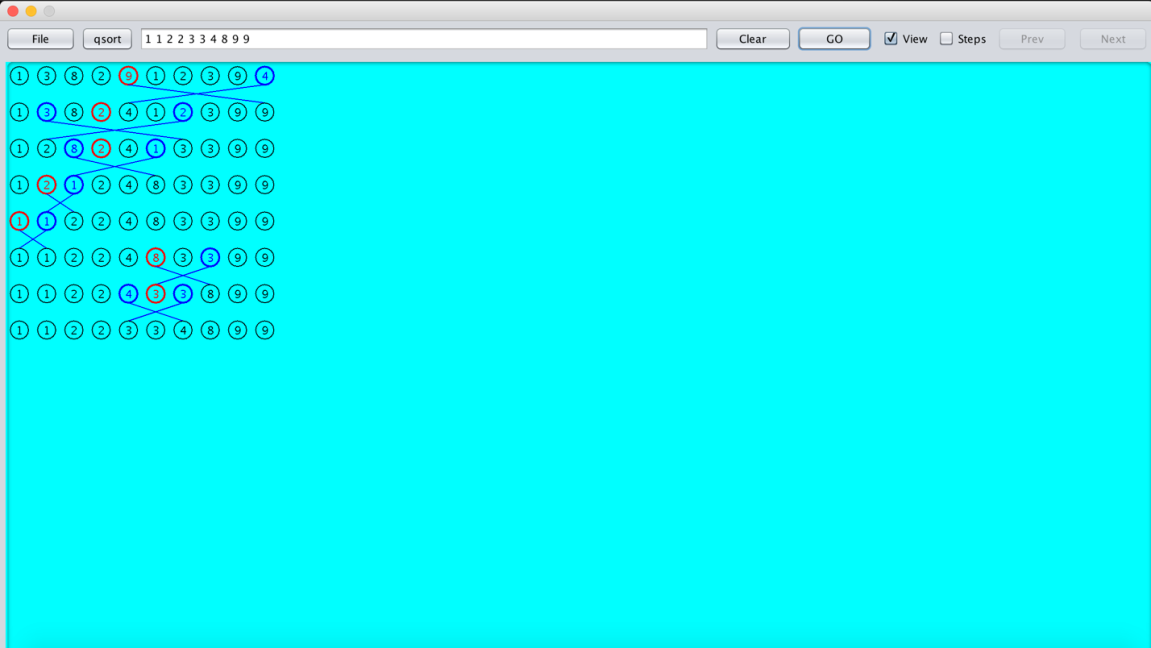 File qsort 1 1 2 2 3 3 4 8 9 9 Clear GO View Steps Prev Next
1 3 8 2 9 1 2 3 9 4
1 3 8 2 4 1 2 3 9 9
1 2 8 2 4 1 3 3 9 9
1 2 1 2 4 8 3 3 9 9
1 1 2 2 4 8 3 3 9 9
1 1 2 2 4 8 3 3 9 9
1 1 2 2 4 3 3 8 9 9
1 1 2 2 3 3 4 8 9 9